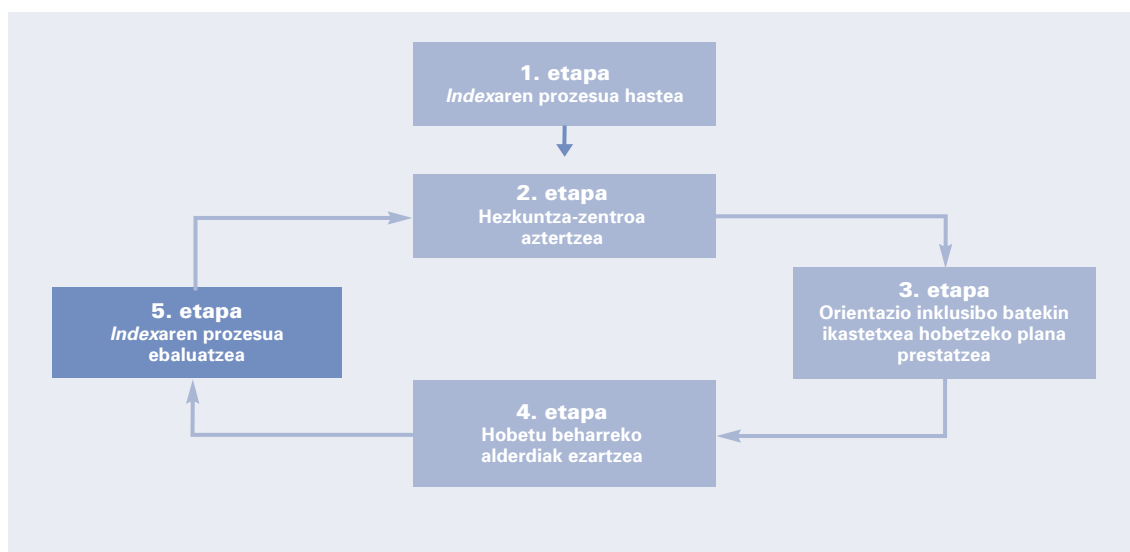 1. etapa
Indexaren prozesua hastea
2. etapa
Hezkuntza-zentroa
aztertzea
3. etapa
Orientazio inklusibo batekin
ikastetxea hobetzeko plana
prestatzea
4. etapa
Hobetu beharreko
alderdiak ezartzea
5. etapa
Indexaren prozesua
ebaluatzea